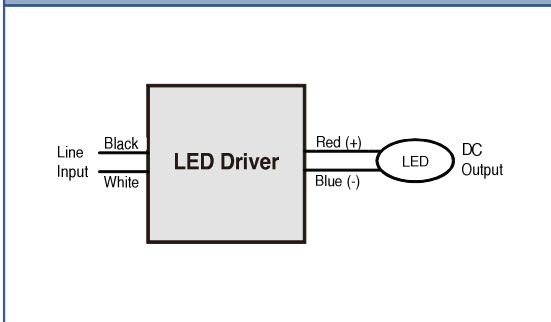 Line
Input
Black
White
LED Driver
Red (+)
Blue (-)
LED
DC
Output